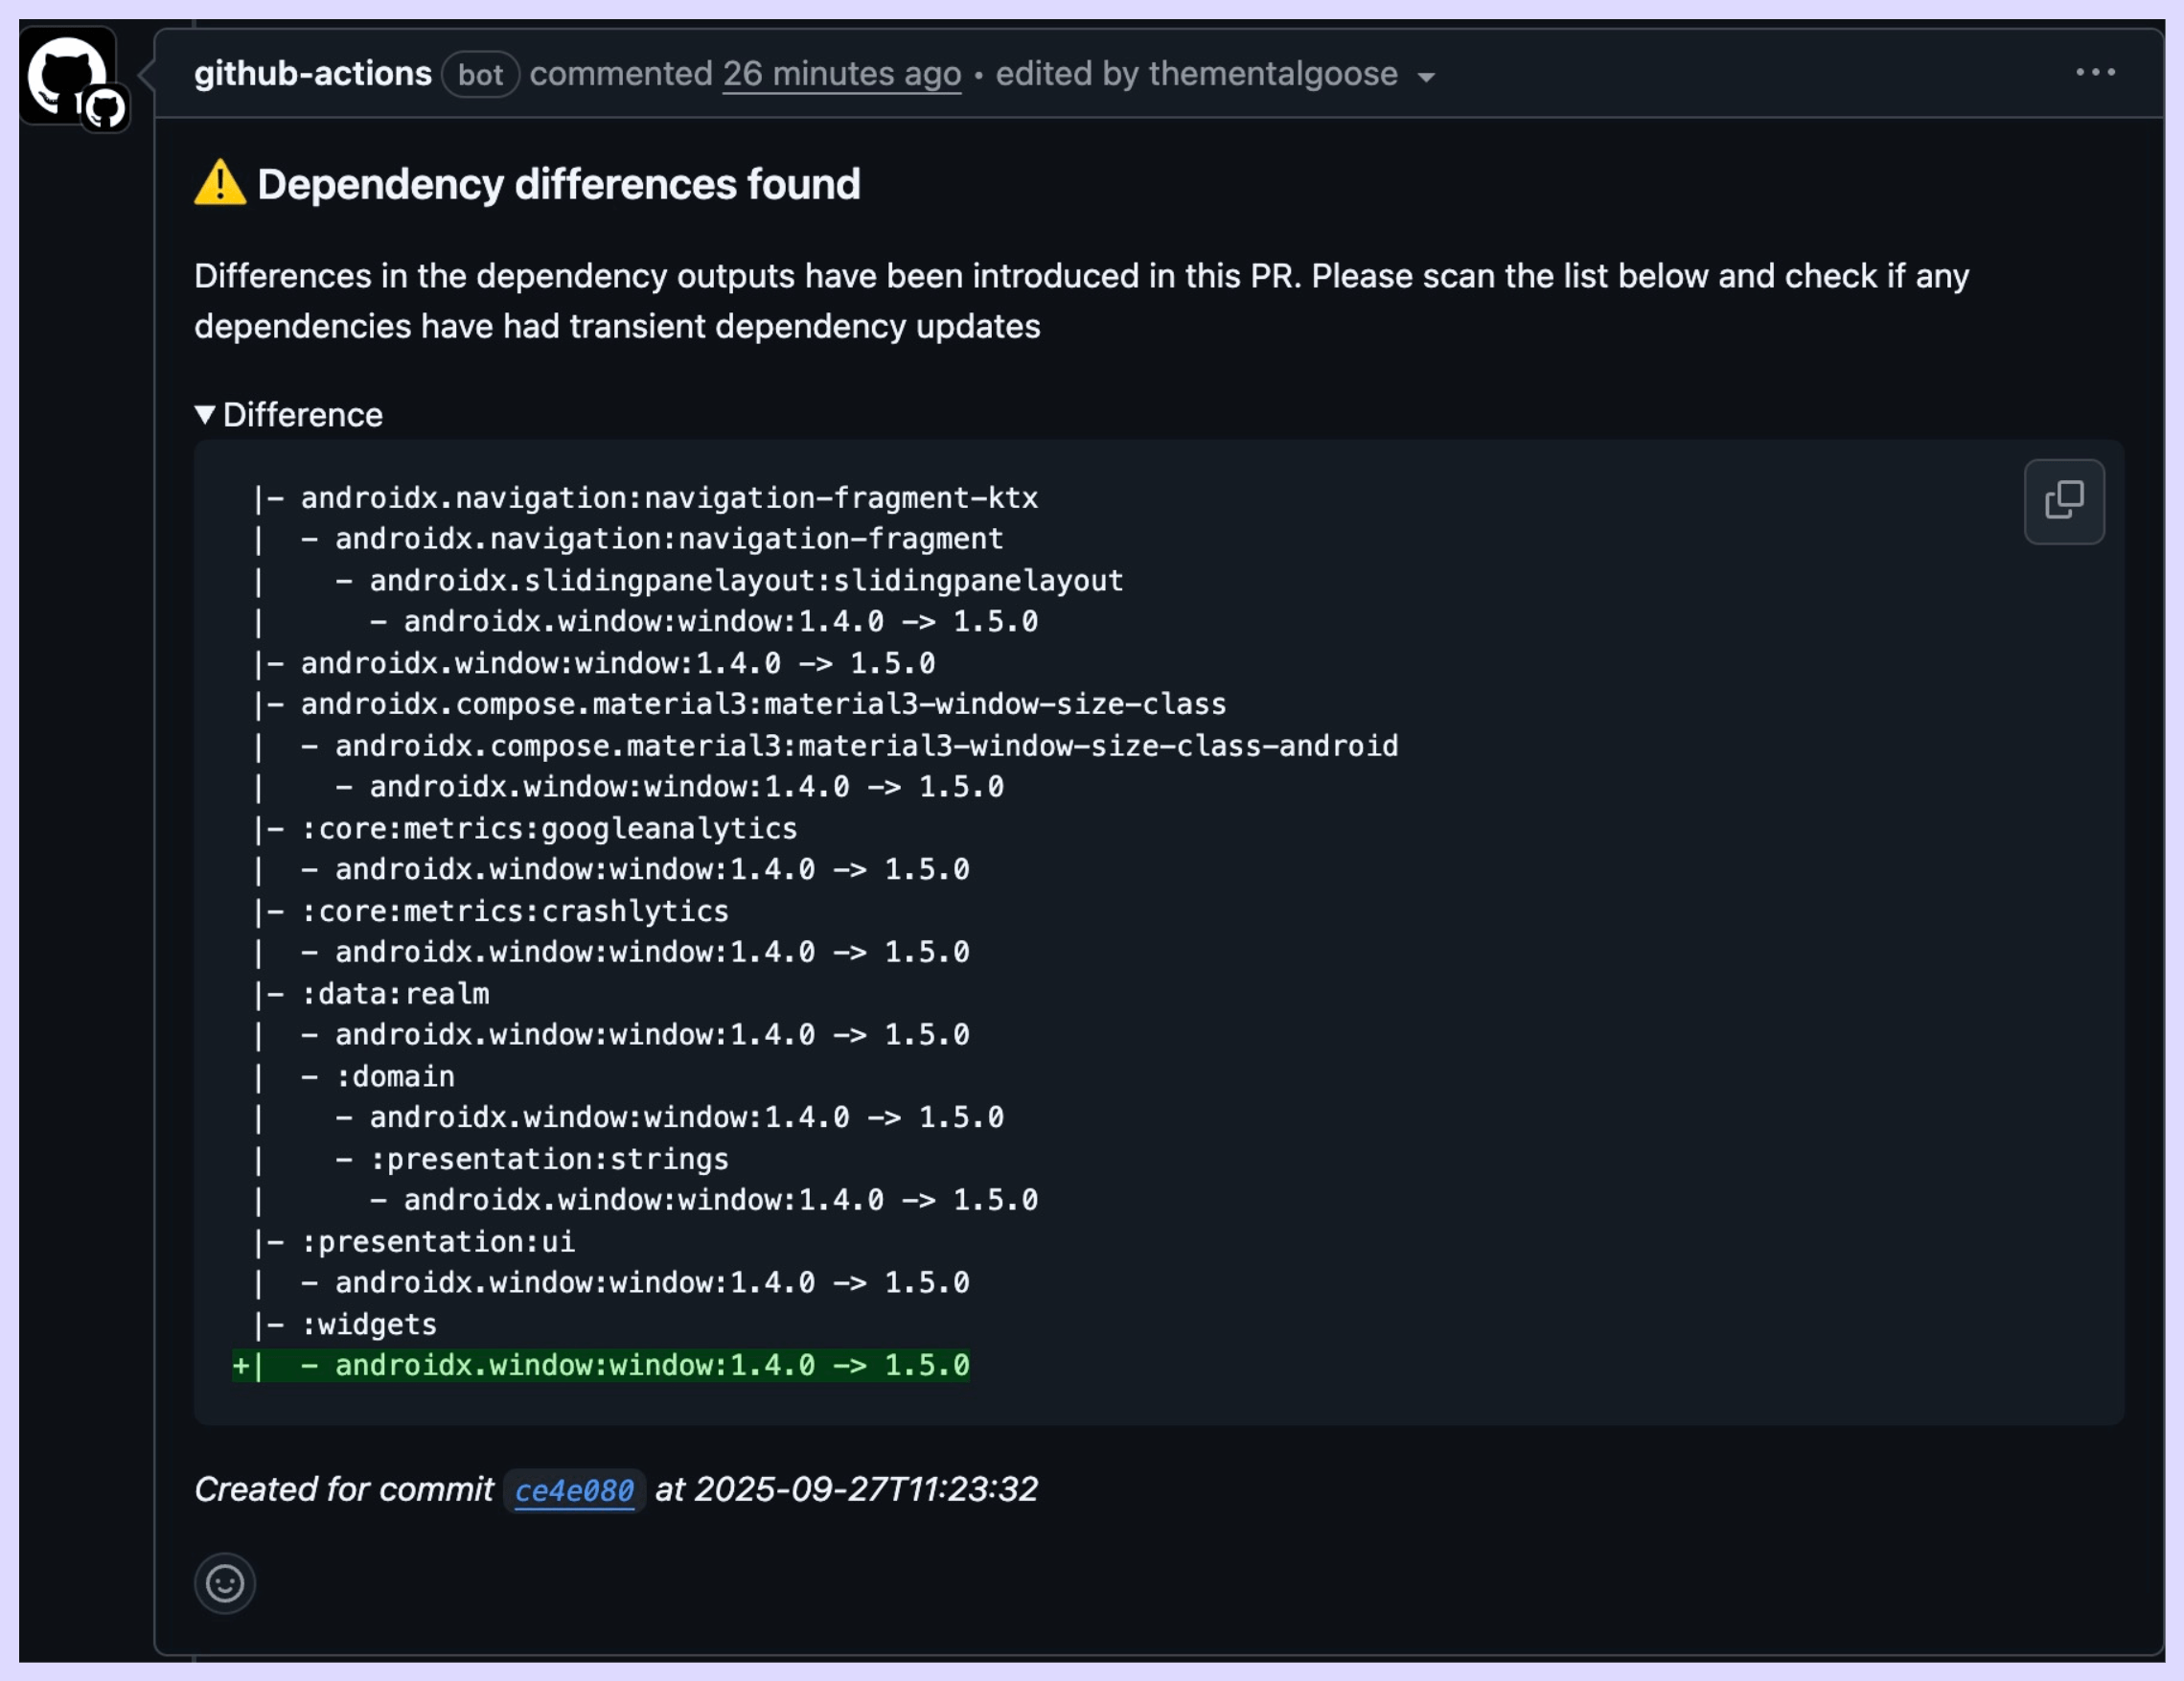 github-actions bot commented 26 minutes ago • edited by thementalgoose
⚠️ Dependency differences found
Differences in the dependency outputs have been introduced in this PR. Please scan the list below and check if any
dependencies have had transient dependency updates
▼ Difference
|- androidx.navigation:navigation-fragment-ktx
|  - androidx.navigation:navigation-fragment
|    - androidx.slidingpanelayout:slidingpanelayout
|      - androidx.window:window:1.4.0 -> 1.5.0
|- androidx.window:window:1.4.0 -> 1.5.0
|- androidx.compose.material3:material3-window-size-class
|  - androidx.compose.material3:material3-window-size-class-android
|    - androidx.window:window:1.4.0 -> 1.5.0
|- :core:metrics:googleanalytics
|  - androidx.window:window:1.4.0 -> 1.5.0
|- :core:metrics:crashlytics
|  - androidx.window:window:1.4.0 -> 1.5.0
|- :data:realm
|  - androidx.window:window:1.4.0 -> 1.5.0
|  - :domain
|    - androidx.window:window:1.4.0 -> 1.5.0
|    - :presentation:strings
|      - androidx.window:window:1.4.0 -> 1.5.0
|- :presentation:ui
|  - androidx.window:window:1.4.0 -> 1.5.0
|- :widgets
+|  - androidx.window:window:1.4.0 -> 1.5.0
Created for commit ce4e080 at 2025-09-27T11:23:32